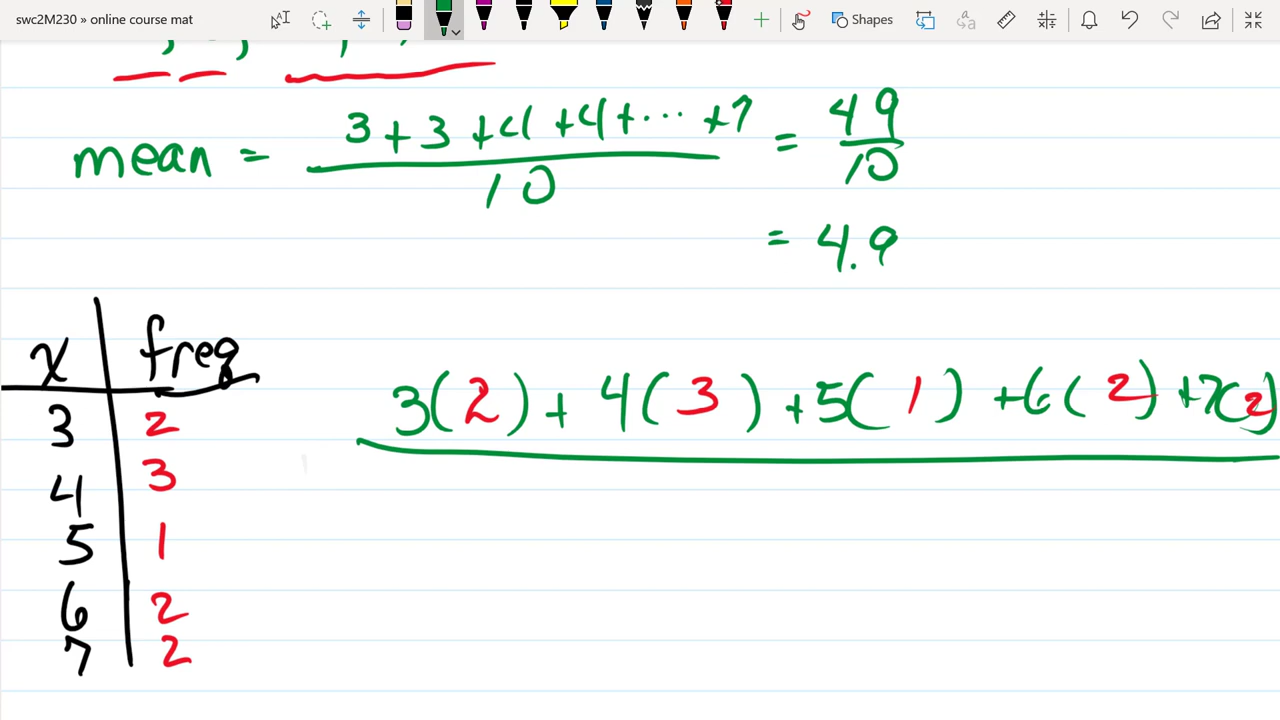 swc2M230 » online course mat
Shapes
mean = 3 + 3 + 4 + 4 + ... + 7 / 10 = 49 / 10
= 4.9
x | freq
3(2) + 4(3) + 5(1) + 6(2) + 7(2)
3 | 2
4 | 3
5 | 1
6 | 2
7 | 2